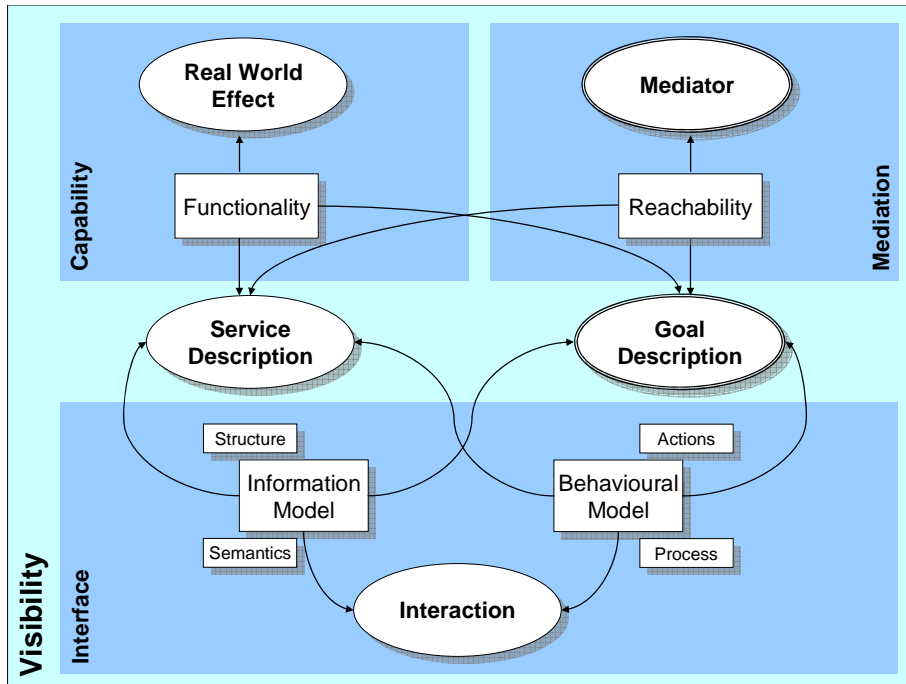 Real World
Effect
Mediator
Capability
Functionality
Reachability
Mediation
Service
Description
Goal
Description
Structure
Actions
Information
Model
Behavioural
Model
Semantics
Process
Interaction
Interface
Visibility